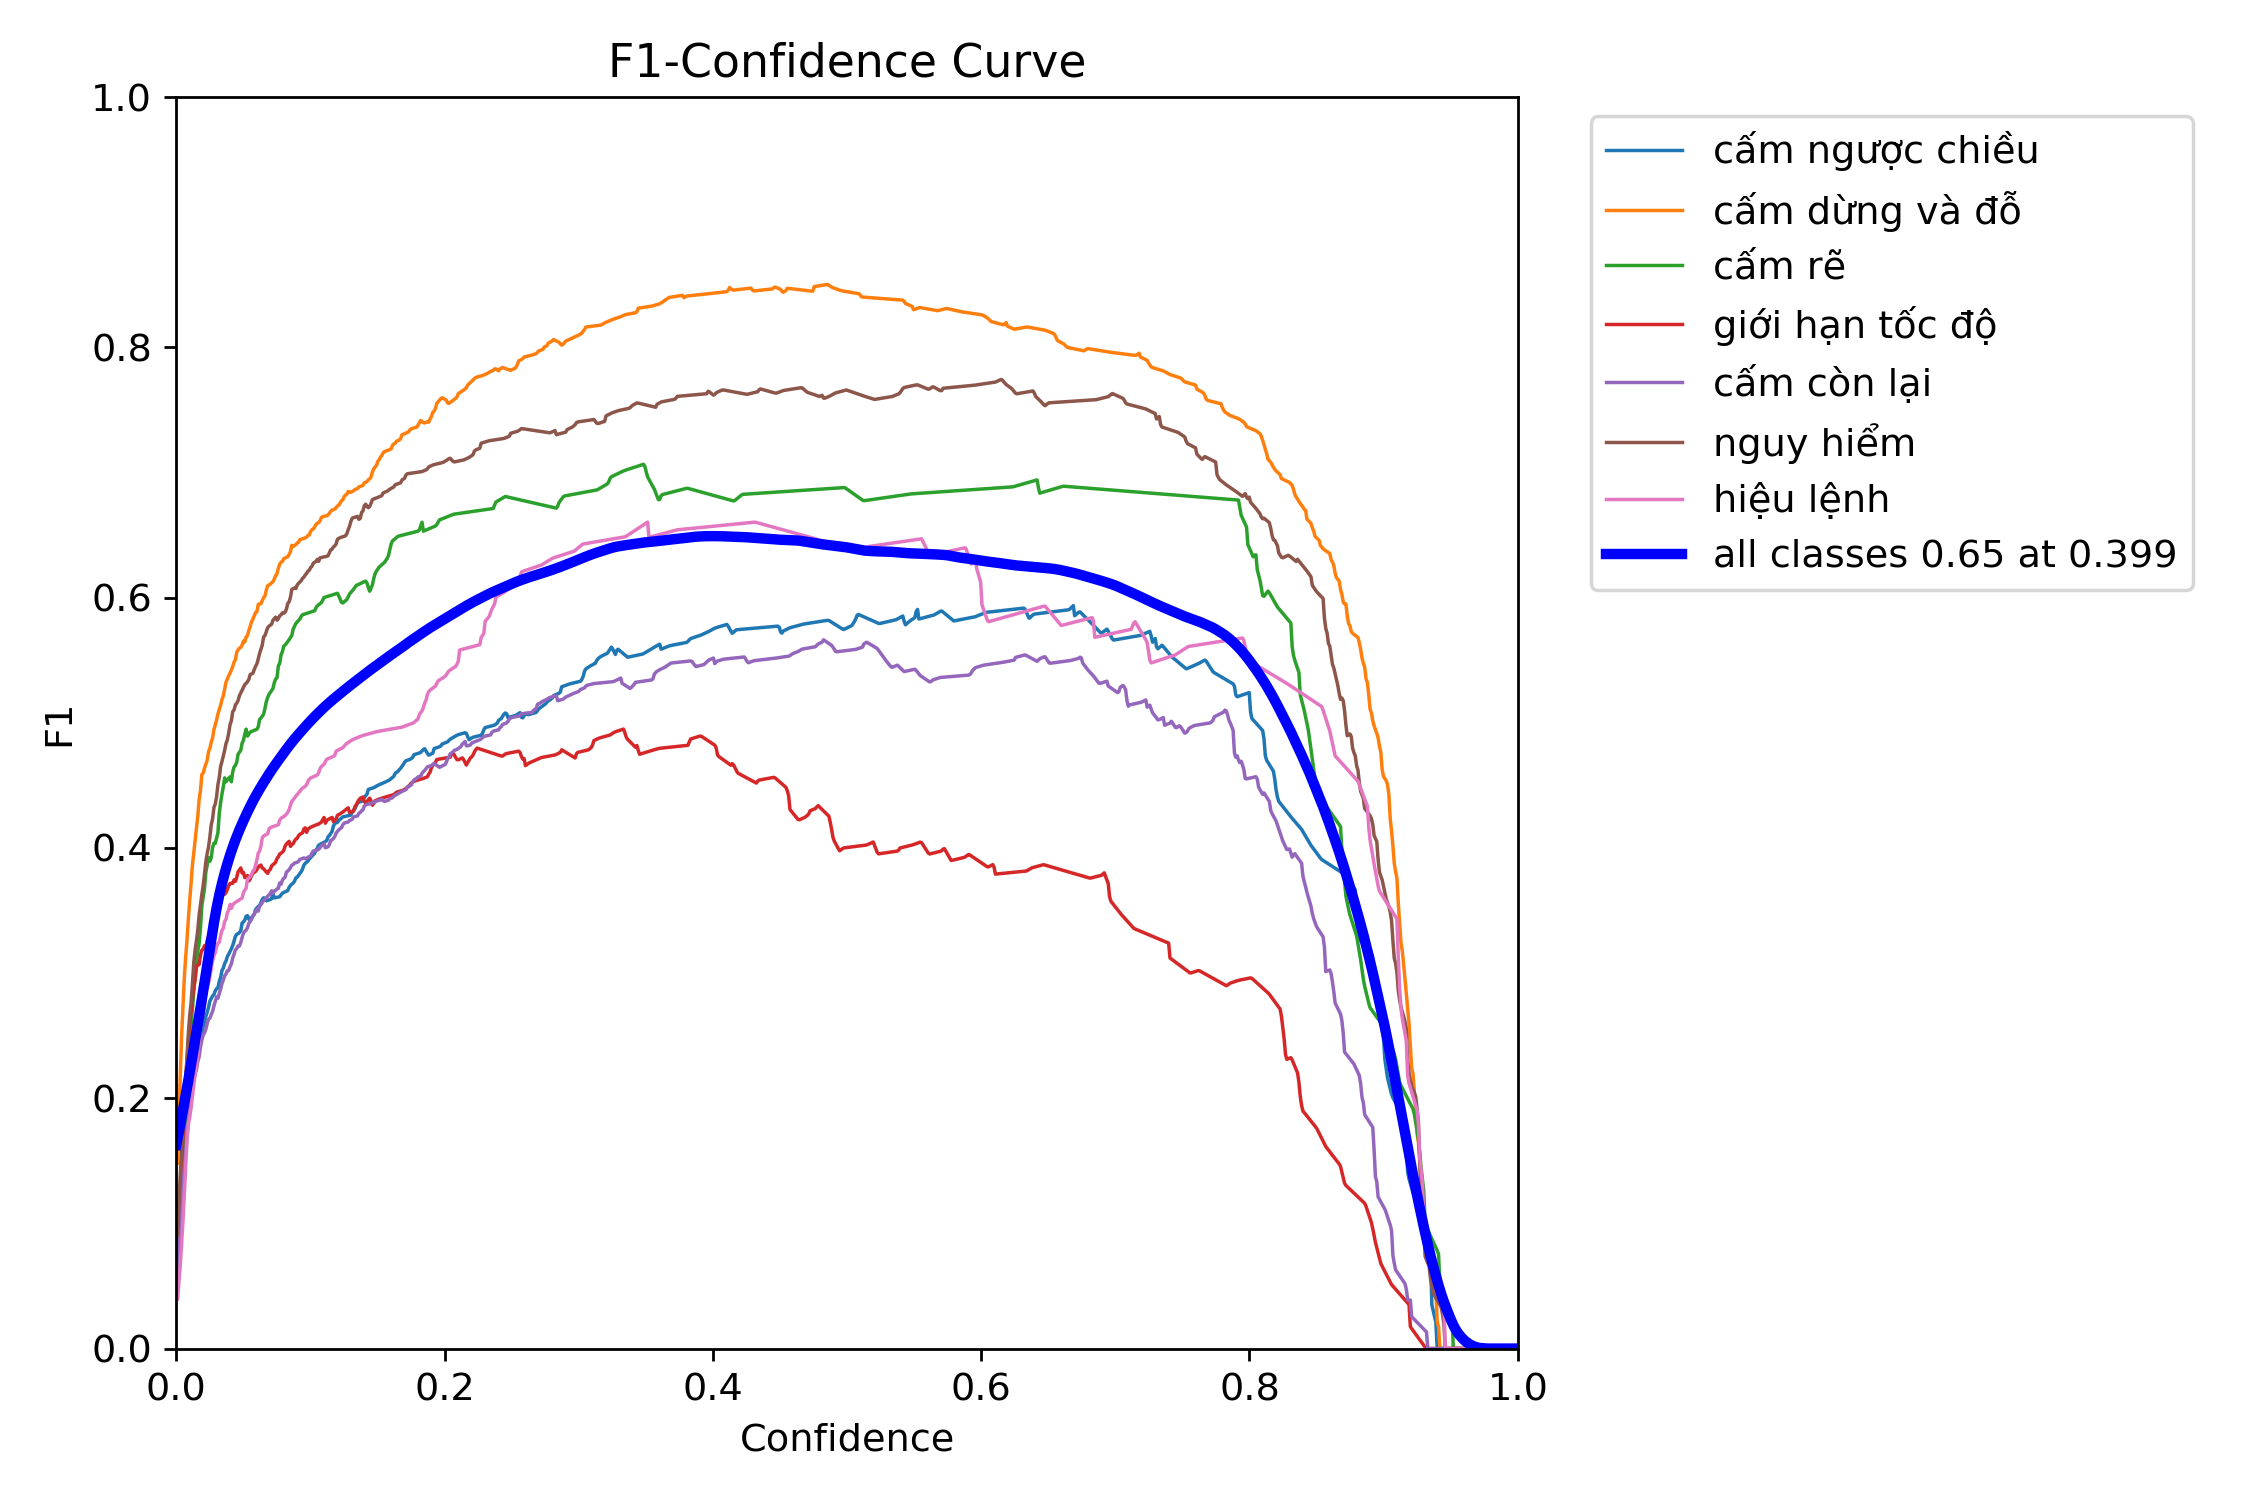 F1-Confidence Curve
1.0
0.8
0.6
0.4
0.2
0.0
F1
0.0 0.2 0.4 0.6 0.8 1.0
Confidence
cấm ngược chiều
cấm dừng và đỗ
cấm rẽ
giới hạn tốc độ
cấm còn lại
nguy hiểm
hiệu lệnh
all classes 0.65 at 0.399